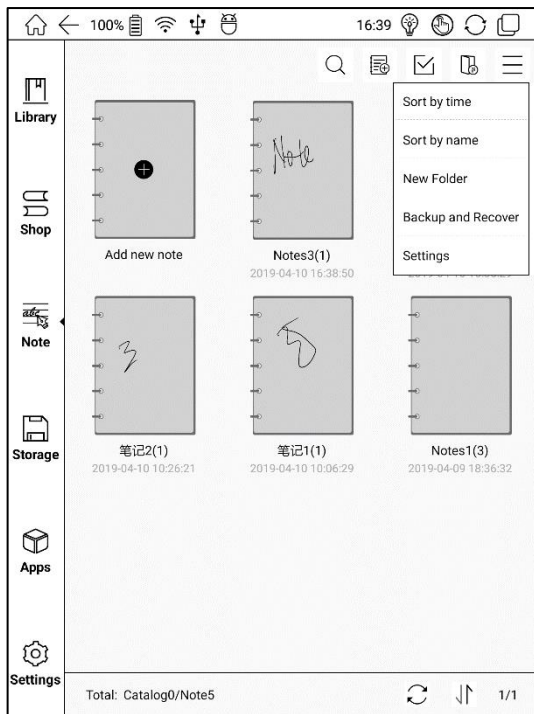 100% 16:39
Library
Shop
Note
Storage
Apps
Settings
Sort by time
Sort by name
New Folder
Backup and Recover
Settings
Note
Add new note
Notes3(1)
2019-04-10 16:38:50
3
笔记2(1)
2019-04-10 10:26:21
笔记1(1)
2019-04-10 10:06:29
Notes1(3)
2019-04-09 18:36:32
Total: Catalog0/Note5
1/1